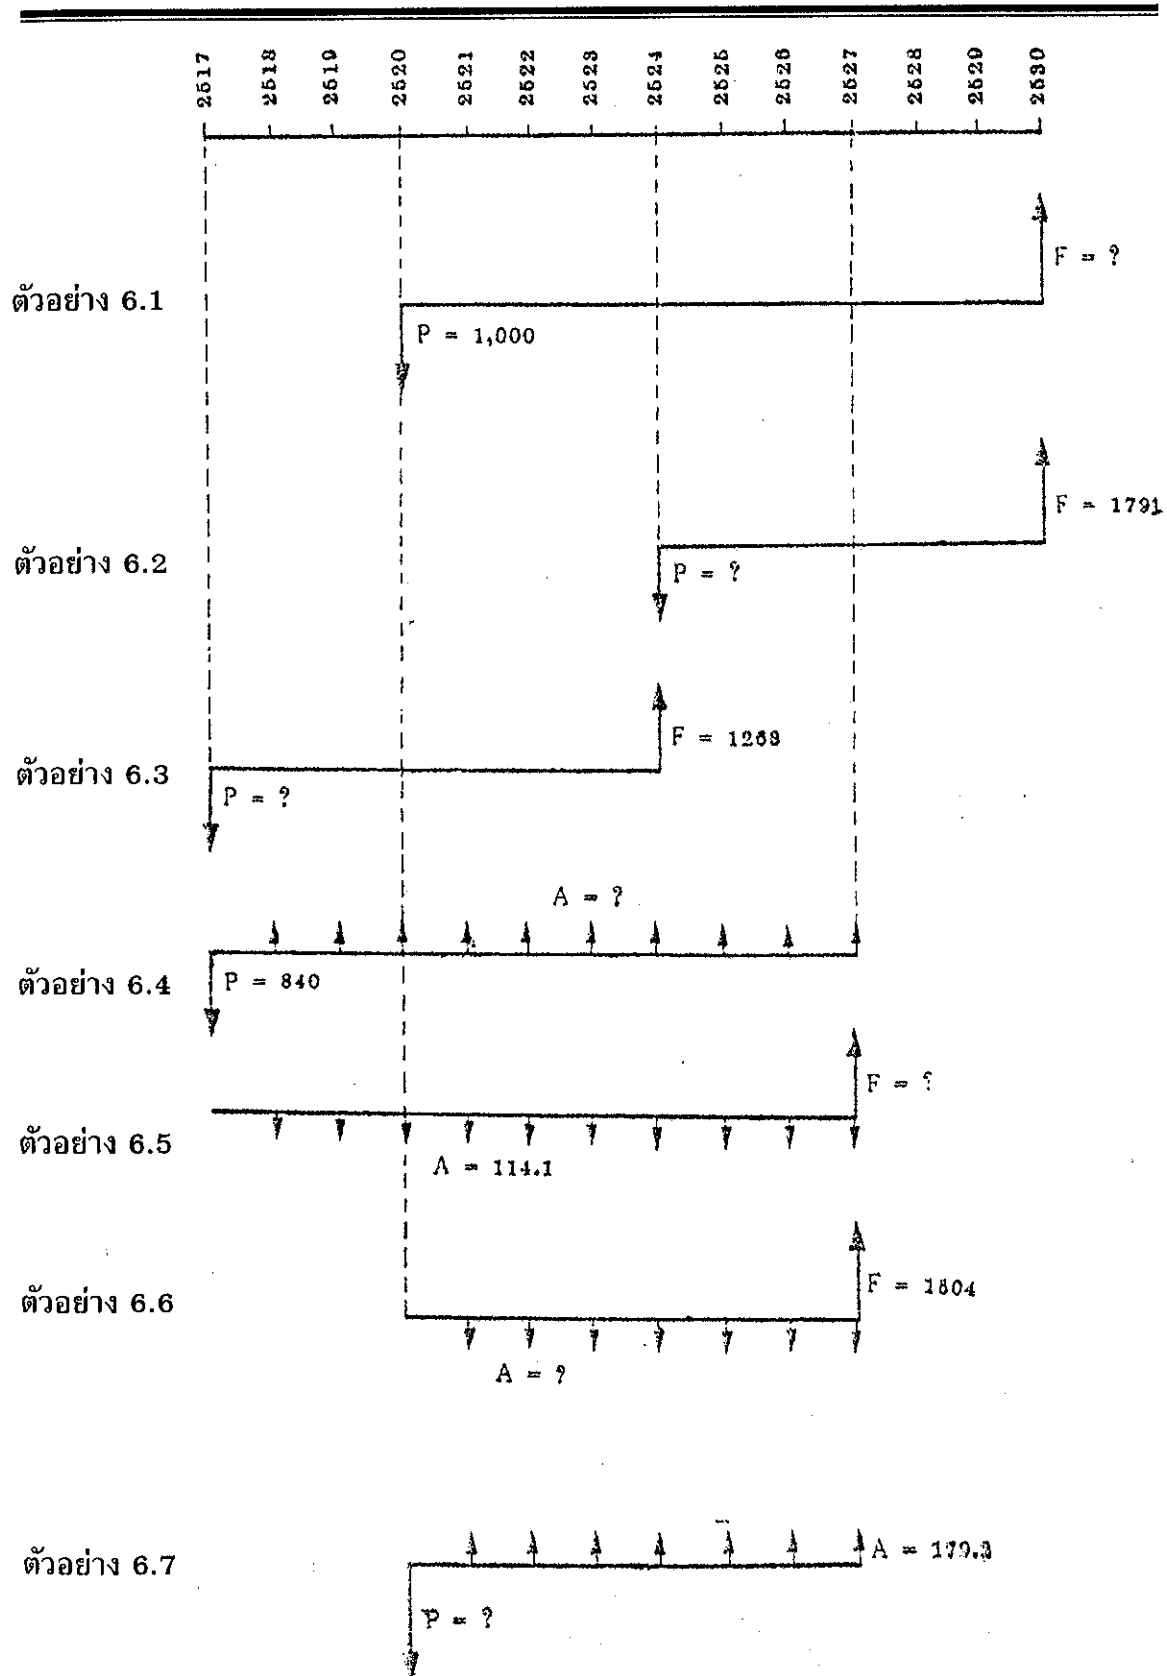 2517 2518 2519 2520 2521 2522 2523 2524 2525 2526 2527 2528 2529 2530
F = ?
ตัวอย่าง 6.1
P = 1,000
F = 1791
ตัวอย่าง 6.2
P = ?
F = 1268
ตัวอย่าง 6.3
P = ?
A = ?
ตัวอย่าง 6.4
P = 840
F = ?
ตัวอย่าง 6.5
A = 114.1
F = 1604
ตัวอย่าง 6.6
A = ?
ตัวอย่าง 6.7
A = 179.3
P = ?